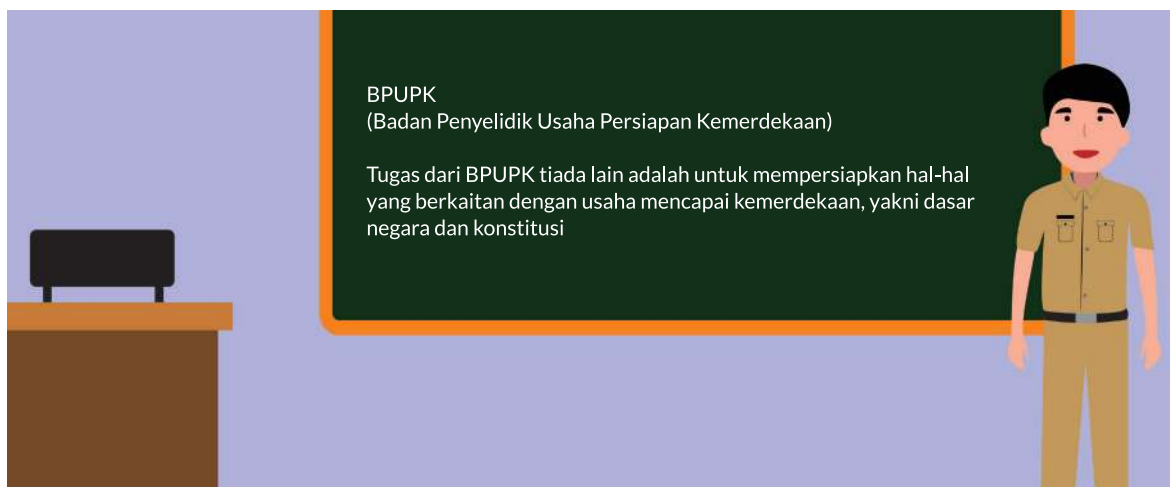 BPUPK
(Badan Penyelidik Usaha Persiapan Kemerdekaan)
Tugas dari BPUPK tiada lain adalah untuk mempersiapkan hal-hal
yang berkaitan dengan usaha mencapai kemerdekaan, yakni dasar
negara dan konstitusi